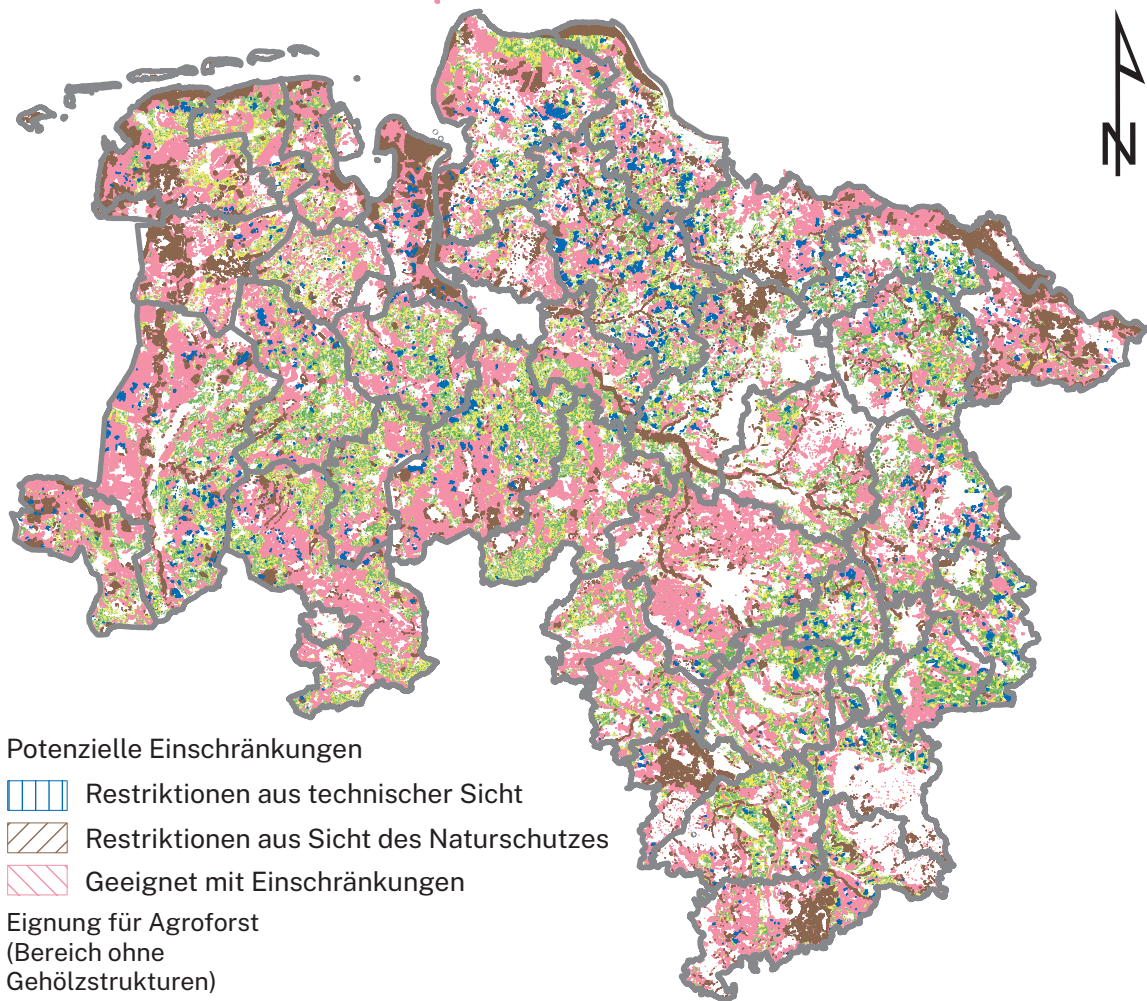 N
Potenzielle Einschränkungen
Restriktionen aus technischer Sicht
Restriktionen aus Sicht des Naturschutzes
Geeignet mit Einschränkungen
Eignung für Agroforst
(Bereich ohne
Gehölzstrukturen)